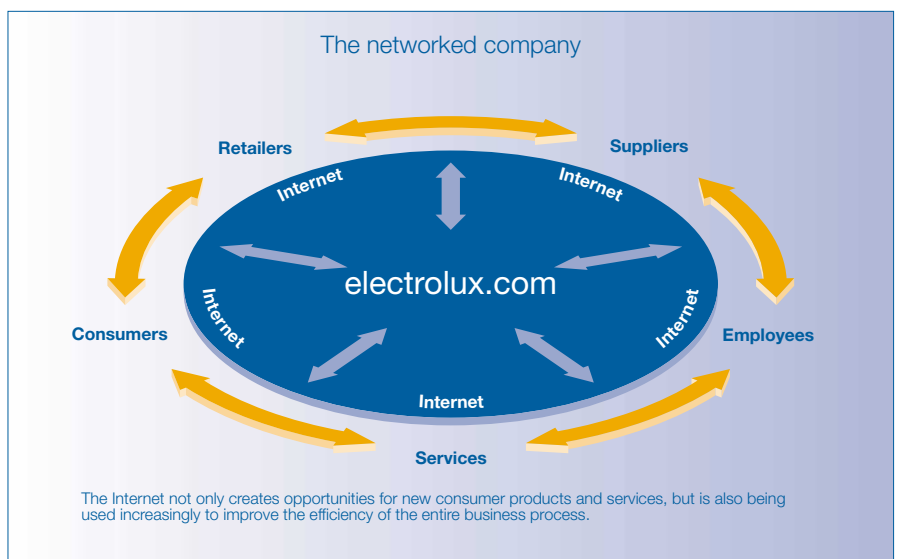 The networked company
Retailers
Suppliers
Internet
Internet
electrolux.com
Internet
Internet
Consumers
Employees
Internet
Services
The Internet not only creates opportunities for new consumer products and services, but is also being
used increasingly to improve the efficiency of the entire business process.